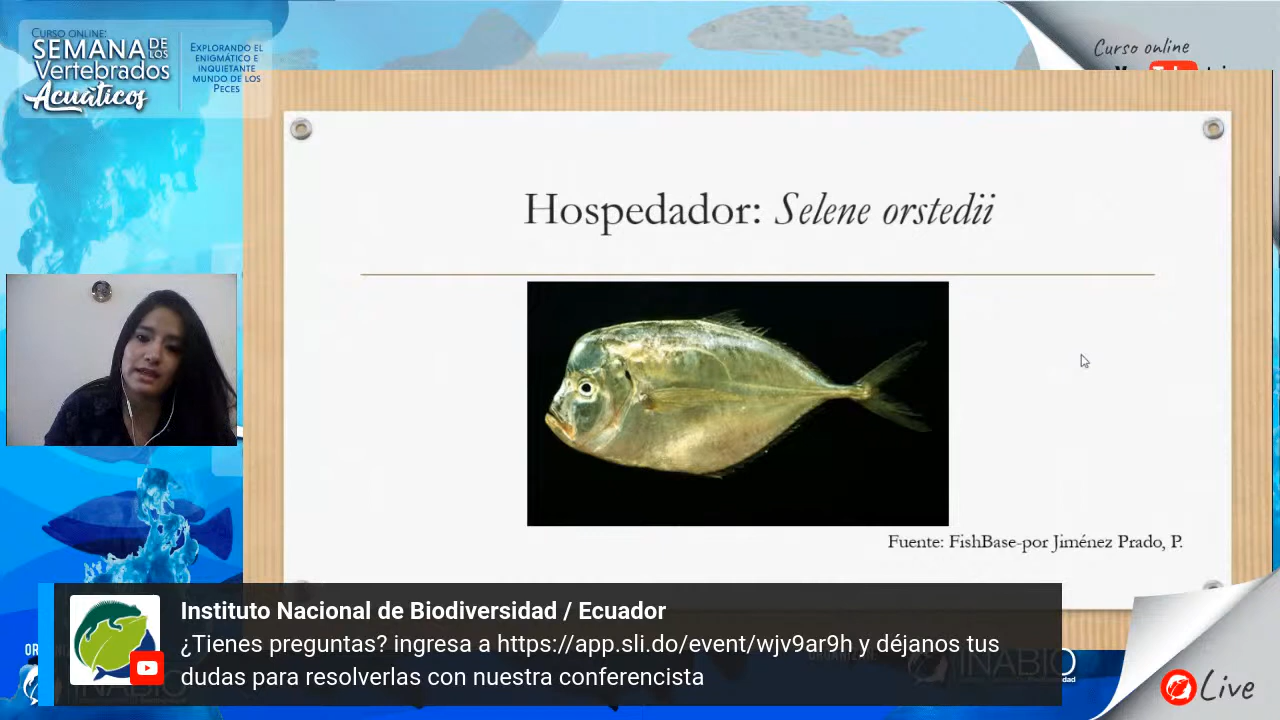 CURSO ONLINE:
SEMANA DE LOS
Vertebrados
Acuáticos
EXPLORANDO EL
ENIGMÁTICO E
INQUIETANTE
MUNDO DE LOS
PECES
Curso online
Hospedador: Selene orstedii
Fuente: FishBase-por Jiménez Prado, P.
Instituto Nacional de Biodiversidad / Ecuador
¿Tienes preguntas? ingresa a https://app.sli.do/event/wjv9ar9h y déjanos tus
dudas para resolverlas con nuestra conferencista
INABIO
Live